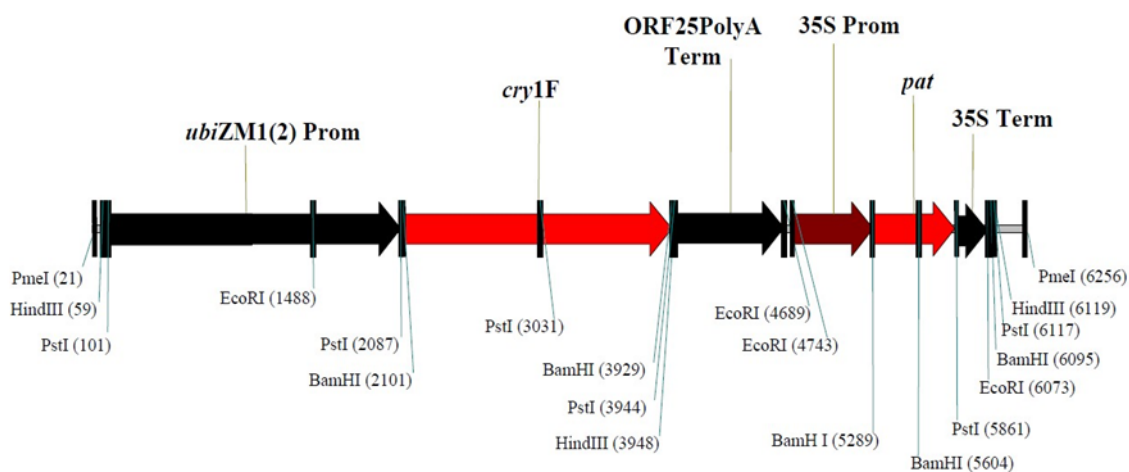 ORF25PolyA
Term
35S Prom
cry1F
pat
ubiZM1(2) Prom
35S Term
PmeI (21)
HindIII (59)
PstI (101)
EcoRI (1488)
PstI (2087)
BamHI (2101)
PstI (3031)
BamHI (3929)
PstI (3944)
HindIII (3948)
EcoRI (4689)
EcoRI (4743)
BamH I (5289)
BamHI (5604)
PstI (5861)
EcoRI (6073)
BamHI (6095)
PstI (6117)
HindIII (6119)
PmeI (6256)